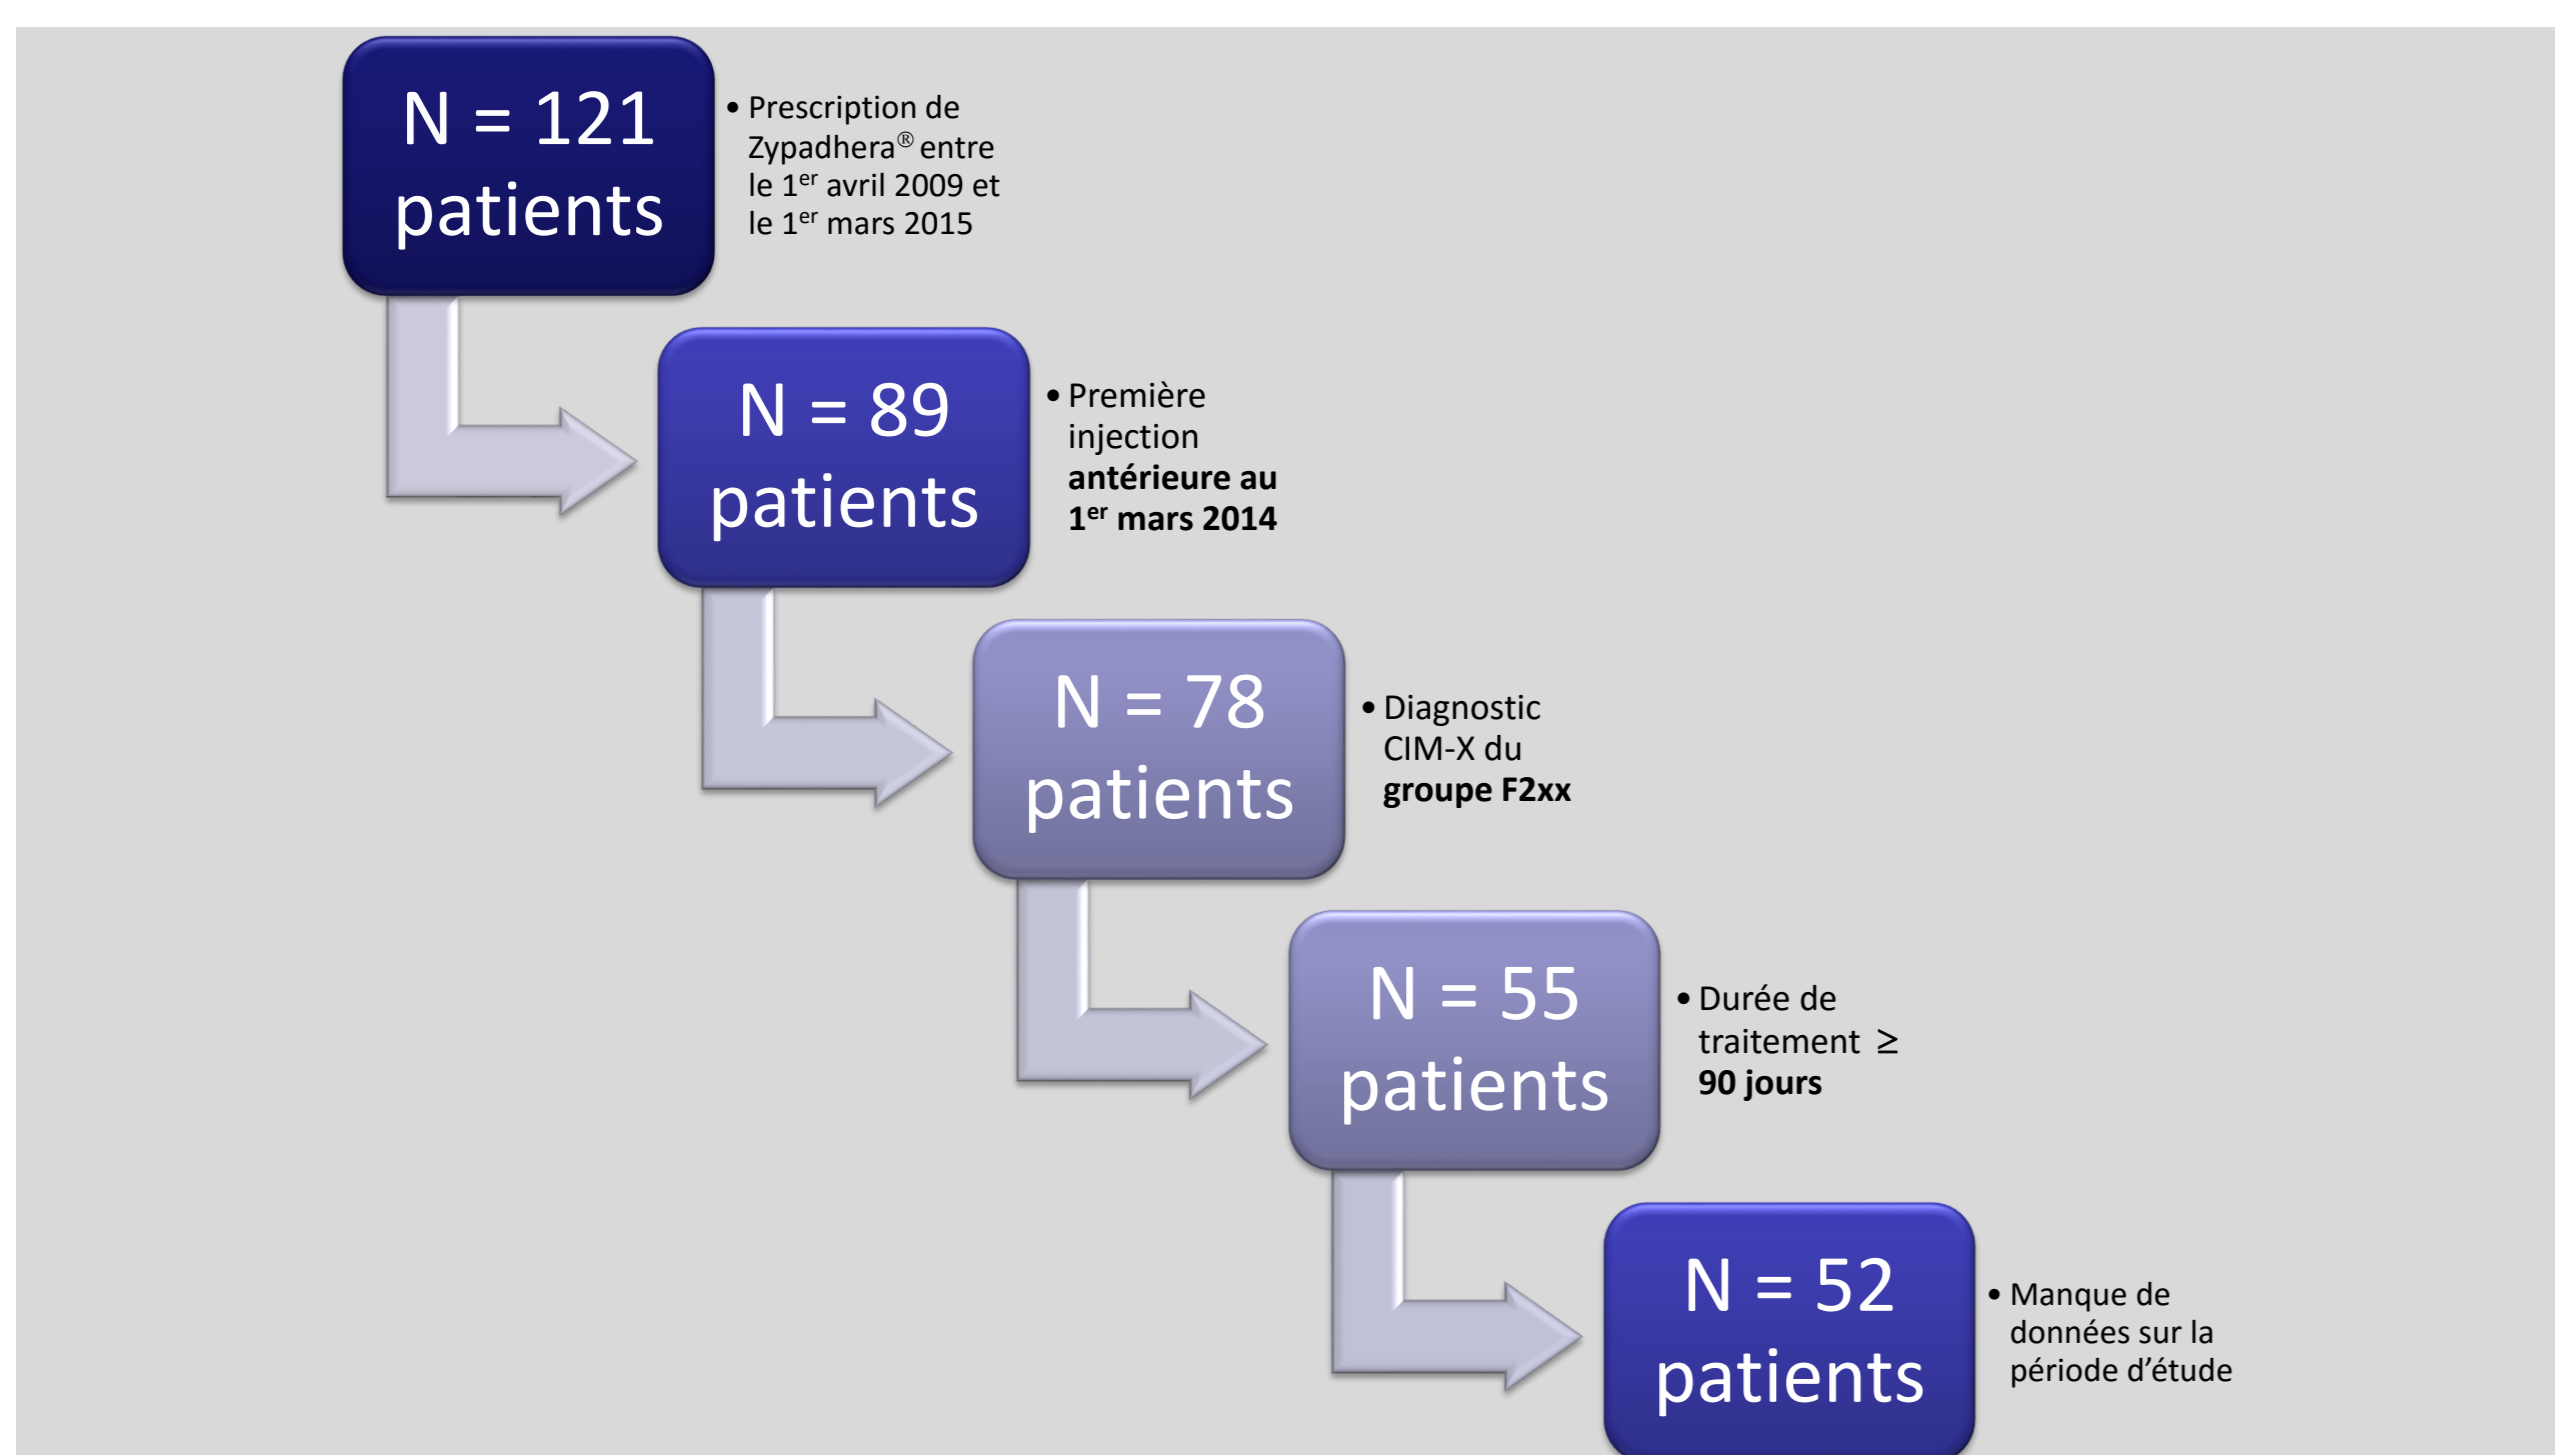 N = 121
patients
• Prescription de
Zypadhera® entre
le 1er avril 2009 et
le 1er mars 2015
N = 89
patients
• Première
injection
antérieure au
1er mars 2014
N = 78
patients
• Diagnostic
CIM-X du
groupe F2xx
N = 55
patients
• Durée de
traitement ≥
90 jours
N = 52
patients
• Manque de
données sur la
période d’étude